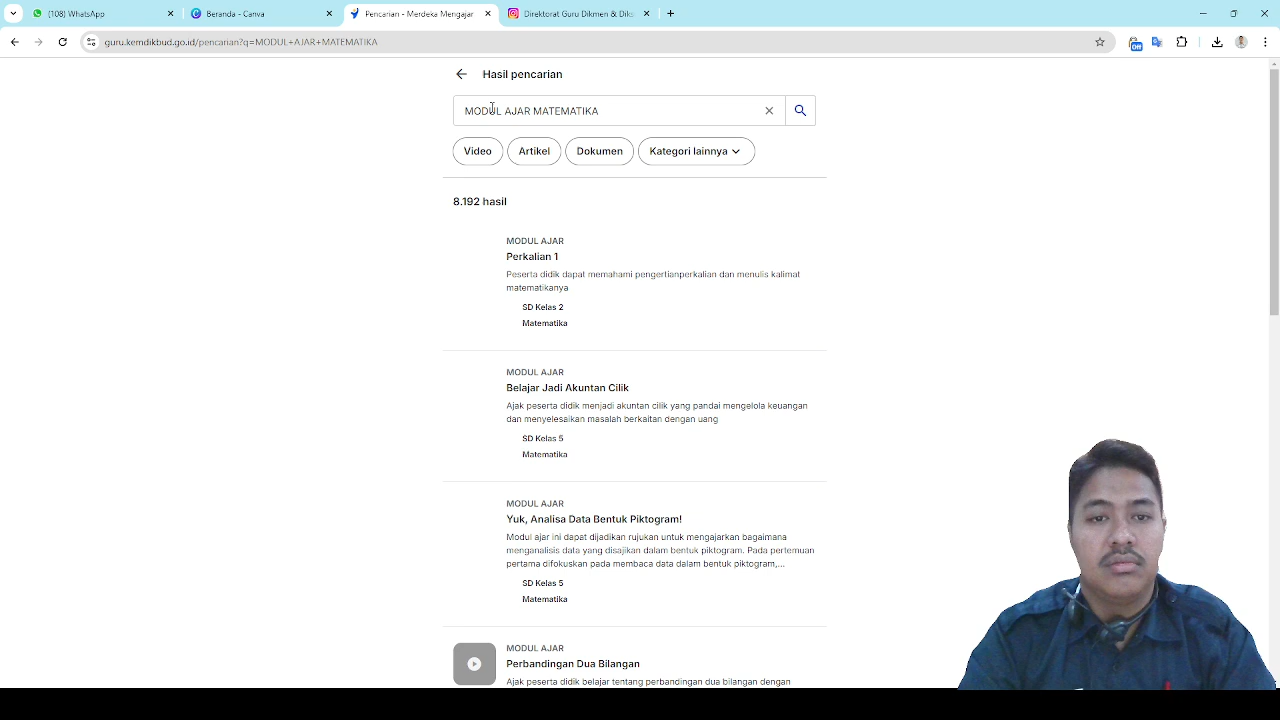 (108) WhatsApp
Beranda - Canva
Pencarian - Merdeka Mengajar
Direktorat Guru Dikmen & Diks
guru.kemdikbud.go.id/pencarian?q=MODUL+AJAR+MATEMATIKA
Off
Hasil pencarian
MODUL AJAR MATEMATIKA
Video
Artikel
Dokumen
Kategori lainnya
8.192 hasil
MODUL AJAR
Perkalian 1
Peserta didik dapat memahami pengertianperkalian dan menulis kalimat
matematikanya
SD Kelas 2
Matematika
MODUL AJAR
Belajar Jadi Akuntan Cilik
Ajak peserta didik menjadi akuntan cilik yang pandai mengelola keuangan
dan menyelesaikan masalah berkaitan dengan uang
SD Kelas 5
Matematika
MODUL AJAR
Yuk, Analisa Data Bentuk Piktogram!
Modul ajar ini dapat dijadikan rujukan untuk mengajarkan bagaimana
menganalisis data yang disajikan dalam bentuk piktogram. Pada pertemuan
pertama difokuskan pada membaca data dalam bentuk piktogram,...
SD Kelas 5
Matematika
MODUL AJAR
Perbandingan Dua Bilangan
Ajak peserta didik belajar tentang perbandingan dua bilangan dengan